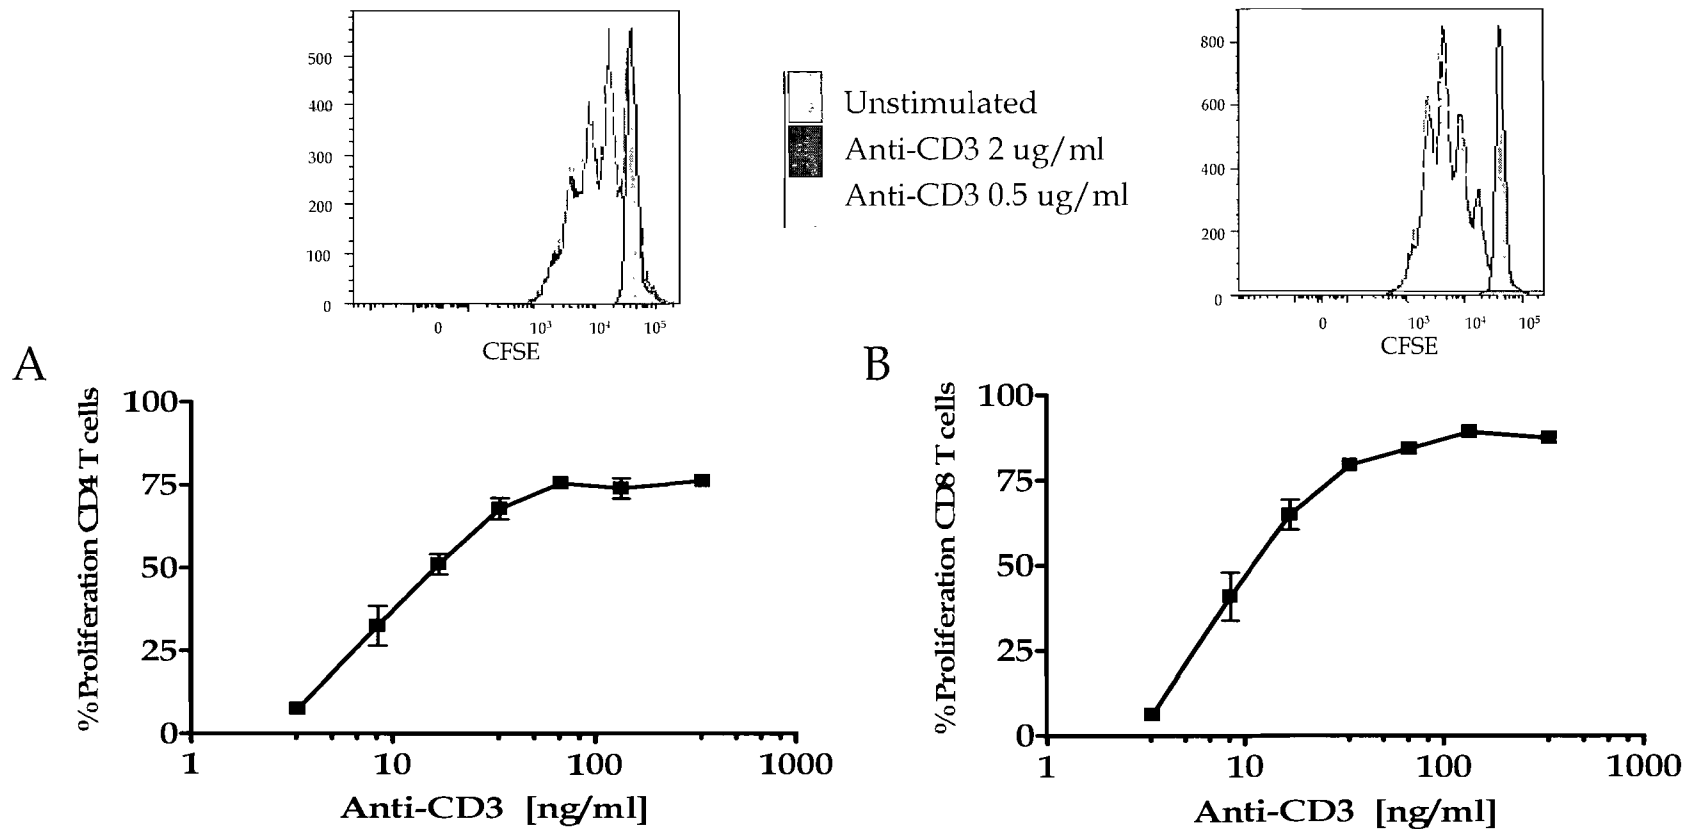 500
400
300
200
100
0
0 10³ 10⁴ 10⁵
CFSE
Unstimulated
Anti-CD3 2 ug/ml
Anti-CD3 0.5 ug/ml
800
600
400
200
0
0 10³ 10⁴ 10⁵
CFSE
A
%Proliferation CD4 T cells
100
75
50
25
0
1 10 100 1000
Anti-CD3 [ng/ml]
B
%Proliferation CD8 T cells
100
75
50
25
0
1 10 100 1000
Anti-CD3 [ng/ml]